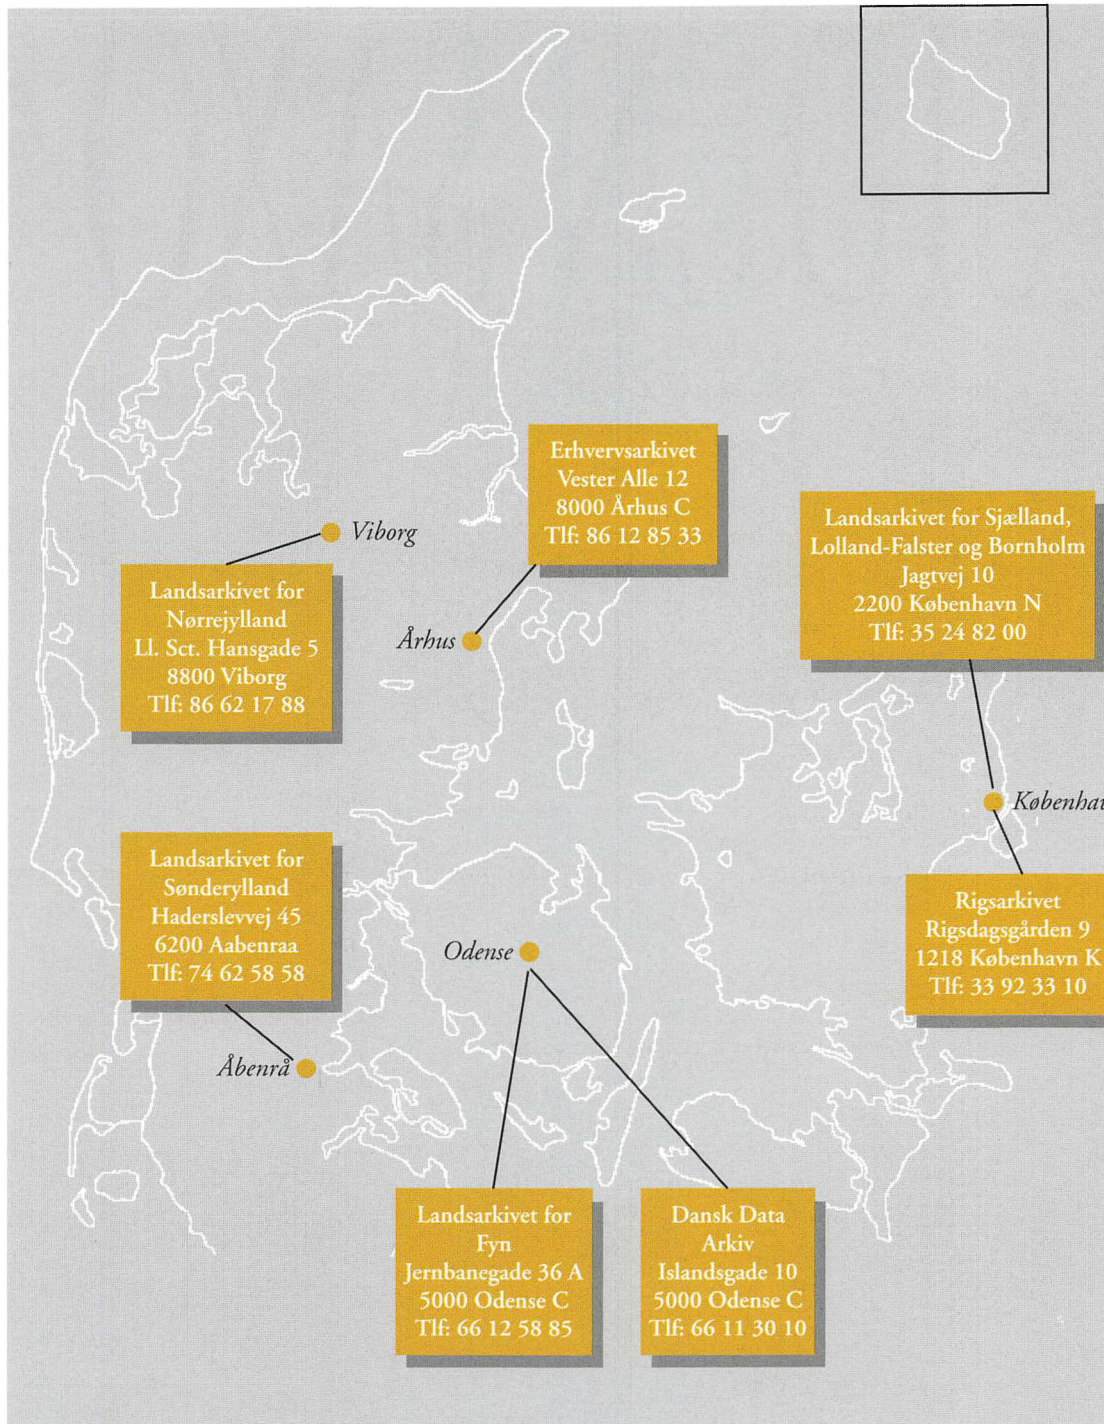 Erhvervsarkivet
Vester Alle 12
8000 Århus C
Tlf: 86 12 85 33
Landsarkivet for Sjælland,
Lolland-Falster og Bornholm
Jagtvej 10
2200 København N
Tlf: 35 24 82 00
Viborg
Landsarkivet for
Nørrejylland
Ll. Sct. Hansgade 5
8800 Viborg
Tlf: 86 62 17 88
Århus
Københav
Landsarkivet for
Sønderylland
Haderslevvej 45
6200 Aabenraa
Tlf: 74 62 58 58
Rigsarkivet
Rigsdagsgården 9
1218 København K
Tlf: 33 92 33 10
Odense
Åbenrå
Landsarkivet for
Fyn
Jernbanegade 36 A
5000 Odense C
Tlf: 66 12 58 85
Dansk Data
Arkiv
Islandsgade 10
5000 Odense C
Tlf: 66 11 30 10